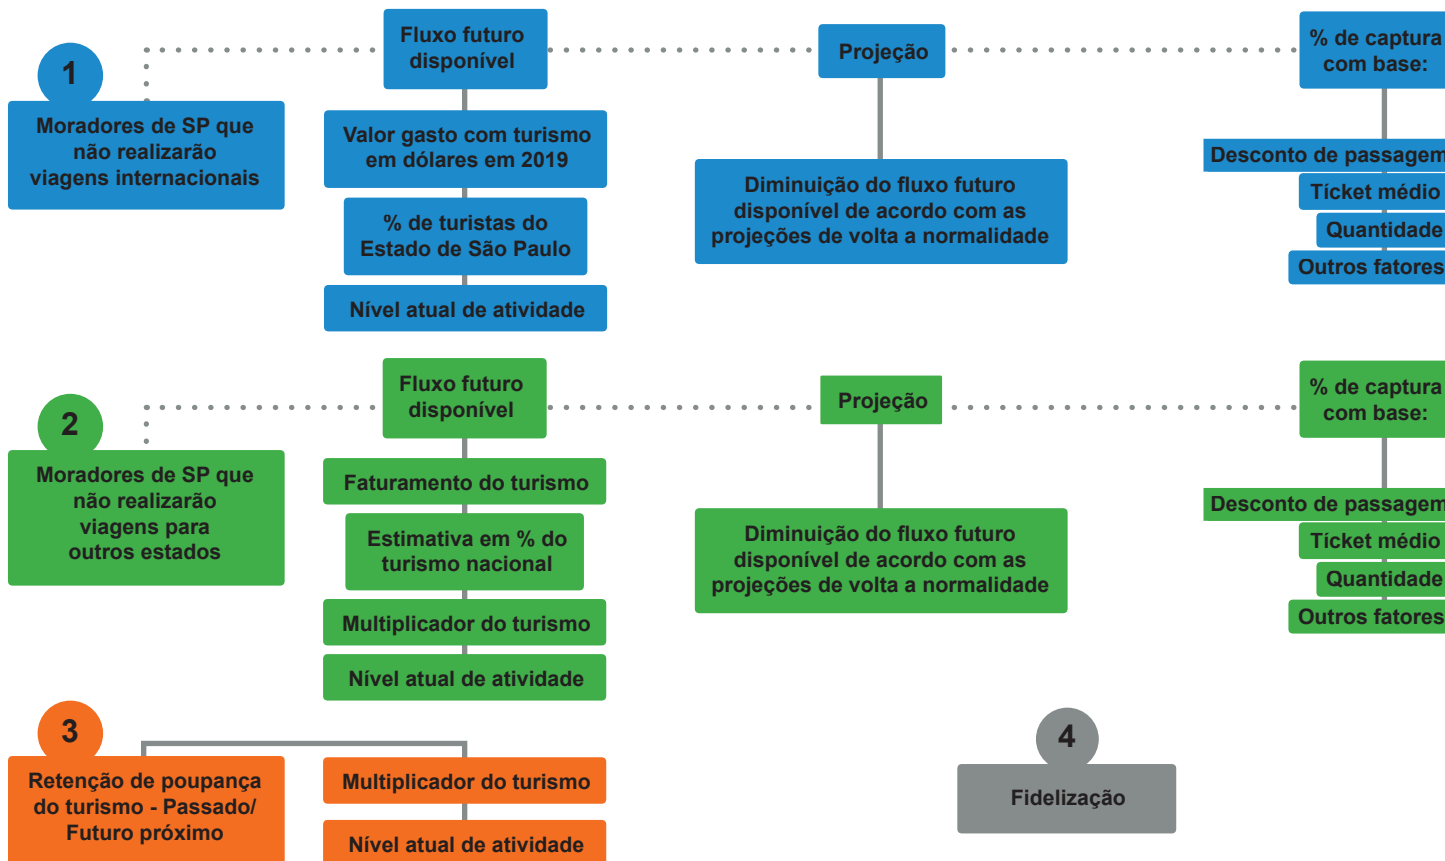 1
Moradores de SP que
não realizarão
viagens internacionais
Fluxo futuro
disponível
Valor gasto com turismo
em dólares em 2019
% de turistas do
Estado de São Paulo
Nível atual de atividade
Projeção
Diminuição do fluxo futuro
disponível de acordo com as
projeções de volta a normalidade
% de captura
com base:
Desconto de passagem
Tícket médio
Quantidade
Outros fatores
2
Moradores de SP que
não realizarão
viagens para
outros estados
Fluxo futuro
disponível
Faturamento do turismo
Estimativa em % do
turismo nacional
Multiplicador do turismo
Nível atual de atividade
Projeção
Diminuição do fluxo futuro
disponível de acordo com as
projeções de volta a normalidade
% de captura
com base:
Desconto de passagem
Tícket médio
Quantidade
Outros fatores
3
Retenção de poupança
do turismo - Passado/
Futuro próximo
Multiplicador do turismo
Nível atual de atividade
4
Fidelização